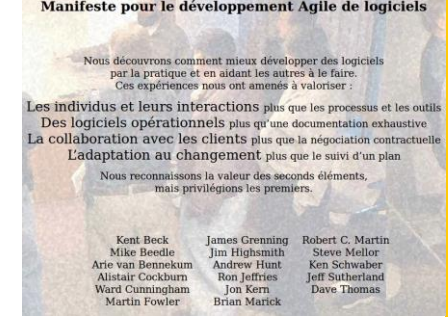 Manifeste pour le développement Agile de logiciels
Nous découvrons comment mieux développer des logiciels
par la pratique et en aidant les autres à le faire.
Ces expériences nous ont amenés à valoriser :
Les individus et leurs interactions plus que les processus et les outils
Des logiciels opérationnels plus qu'une documentation exhaustive
La collaboration avec les clients plus que la négociation contractuelle
L'adaptation au changement plus que le suivi d'un plan
Nous reconnaissons la valeur des seconds éléments,
mais privilégions les premiers.
Kent Beck
Mike Beedle
Arie van Bennekum
Alistair Cockburn
Ward Cunningham
Martin Fowler
James Grenning
Jim Highsmith
Andrew Hunt
Ron Jeffries
Jon Kern
Brian Marick
Robert C. Martin
Steve Mellor
Ken Schwaber
Jeff Sutherland
Dave Thomas